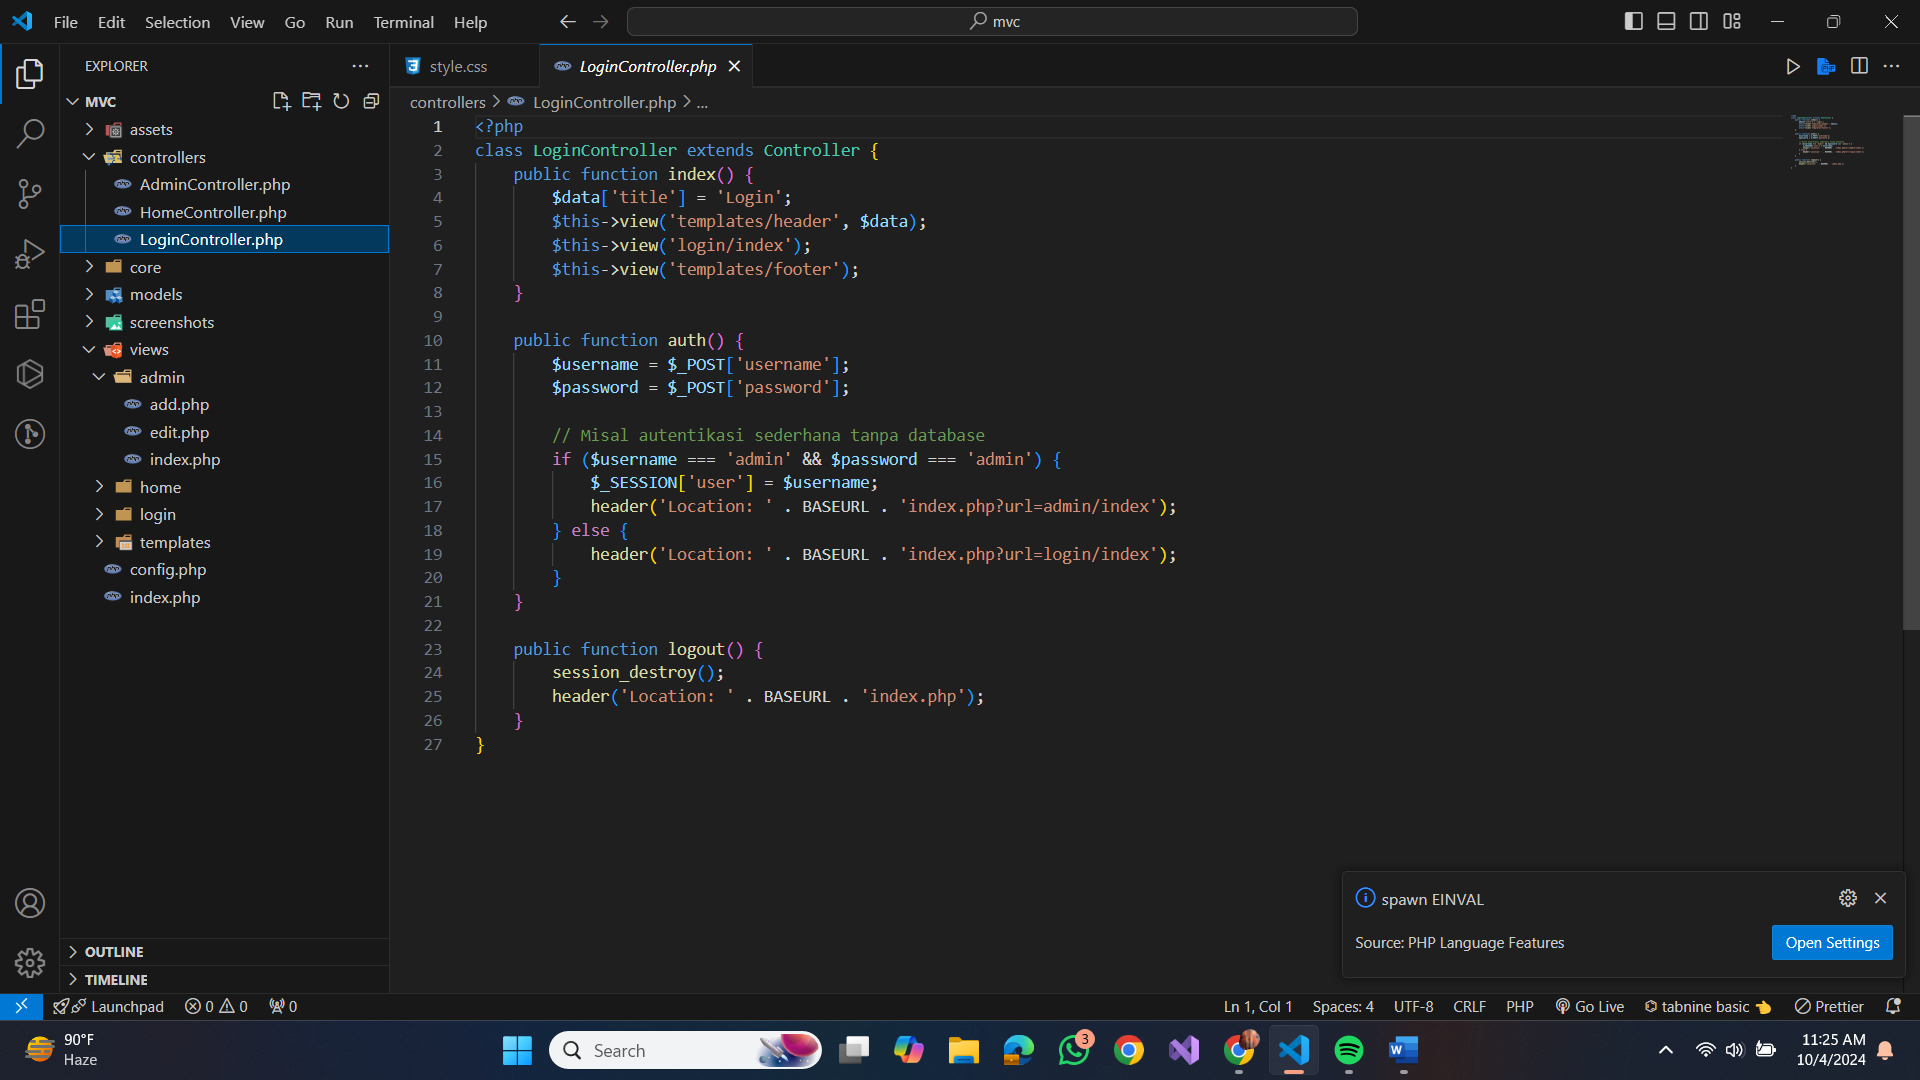 File Edit Selection View Go Run Terminal Help
mvc
EXPLORER
MVC
assets
controllers
AdminController.php
HomeController.php
LoginController.php
core
models
screenshots
views
admin
add.php
edit.php
index.php
home
login
templates
config.php
index.php
OUTLINE
TIMELINE
style.css
LoginController.php
controllers > LoginController.php > ...
1 <?php
2 class LoginController extends Controller {
3 public function index() {
4 $data['title'] = 'Login';
5 $this->view('templates/header', $data);
6 $this->view('login/index');
7 $this->view('templates/footer');
8 }
9
10 public function auth() {
11 $username = $_POST['username'];
12 $password = $_POST['password'];
13
14 // Misal autentikasi sederhana tanpa database
15 if ($username === 'admin' && $password === 'admin') {
16 $_SESSION['user'] = $username;
17 header('Location: ' . BASEURL . 'index.php?url=admin/index');
18 } else {
19 header('Location: ' . BASEURL . 'index.php?url=login/index');
20 }
21 }
22
23 public function logout() {
24 session_destroy();
25 header('Location: ' . BASEURL . 'index.php');
26 }
27 }
spawn EINVAL
Source: PHP Language Features
Open Settings
Launchpad 0 0 0
Ln 1, Col 1 Spaces: 4 UTF-8 CRLF PHP Go Live tabnine basic Prettier
90°F
Haze
Search
3
11:25 AM
10/4/2024